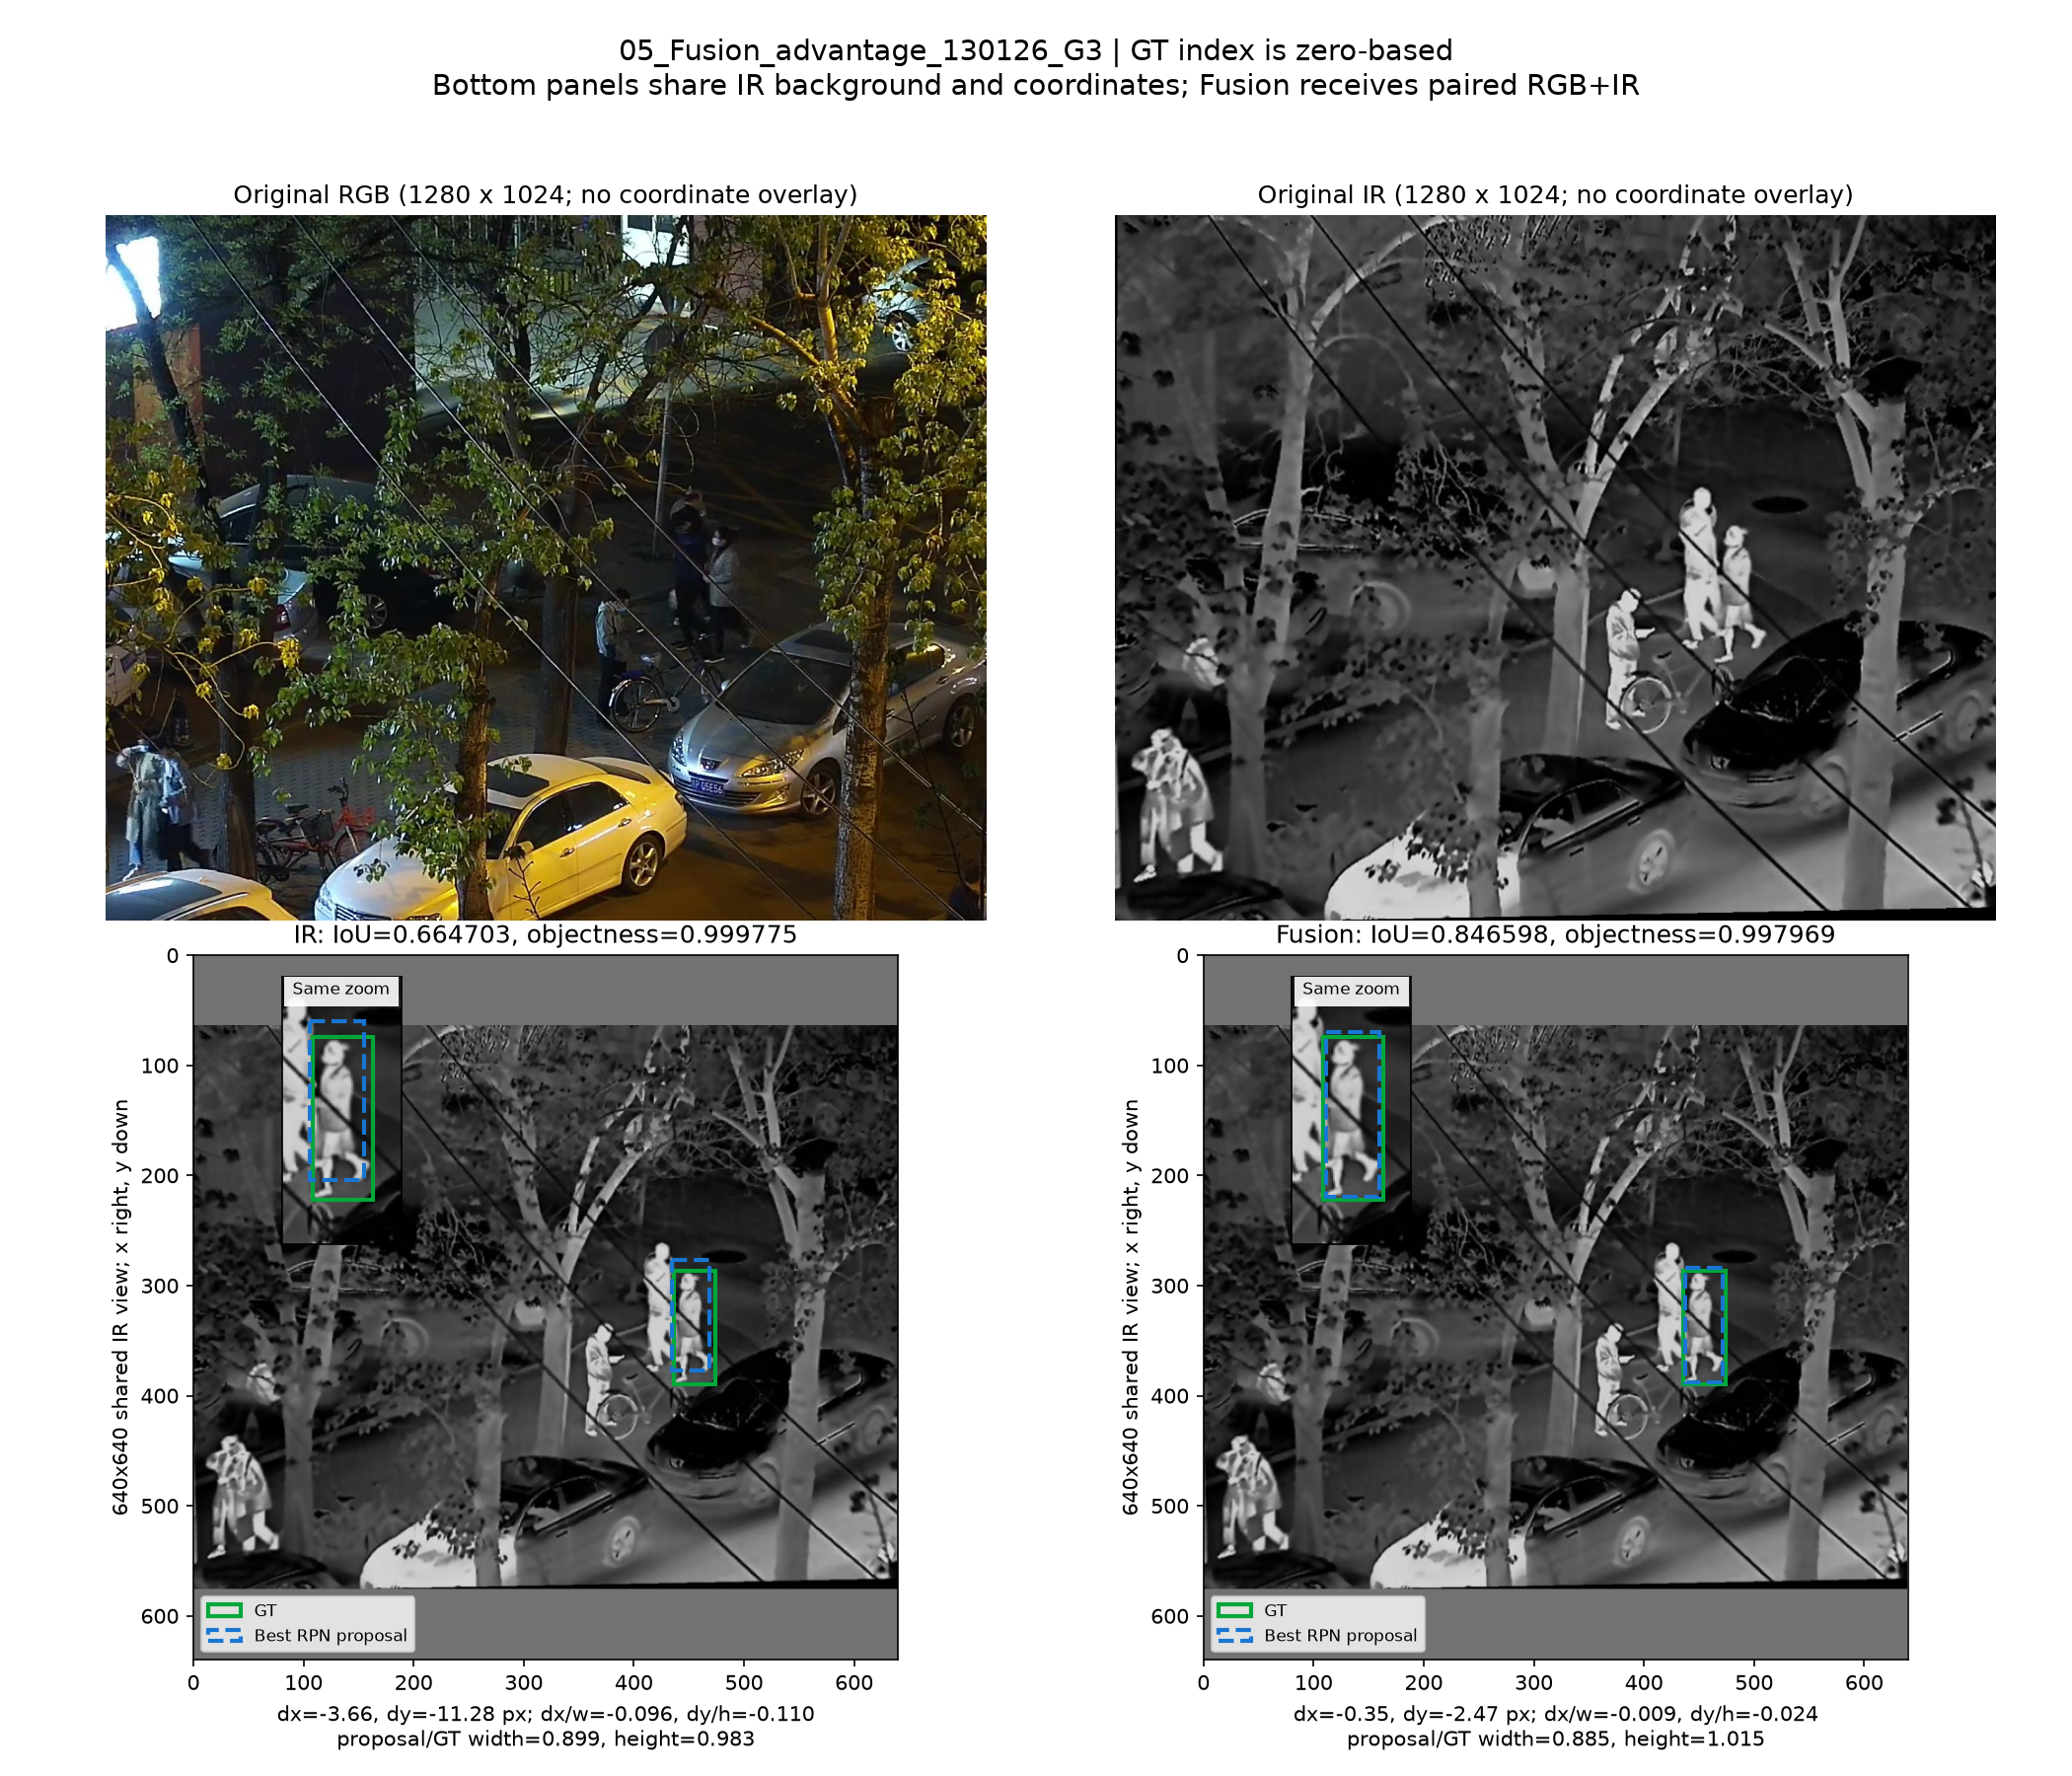 05_Fusion_advantage_130126_G3 | GT index is zero-based
Bottom panels share IR background and coordinates; Fusion receives paired RGB+IR
Original RGB (1280 x 1024; no coordinate overlay)
Original IR (1280 x 1024; no coordinate overlay)
IR: IoU=0.664703, objectness=0.999775
Same zoom
640x640 shared IR view; x right, y down
0
100
200
300
400
500
600
GT
Best RPN proposal
0 100 200 300 400 500 600
dx=-3.66, dy=-11.28 px; dx/w=-0.096, dy/h=-0.110
proposal/GT width=0.899, height=0.983
Fusion: IoU=0.846598, objectness=0.997969
Same zoom
640x640 shared IR view; x right, y down
0
100
200
300
400
500
600
GT
Best RPN proposal
0 100 200 300 400 500 600
dx=-0.35, dy=-2.47 px; dx/w=-0.009, dy/h=-0.024
proposal/GT width=0.885, height=1.015